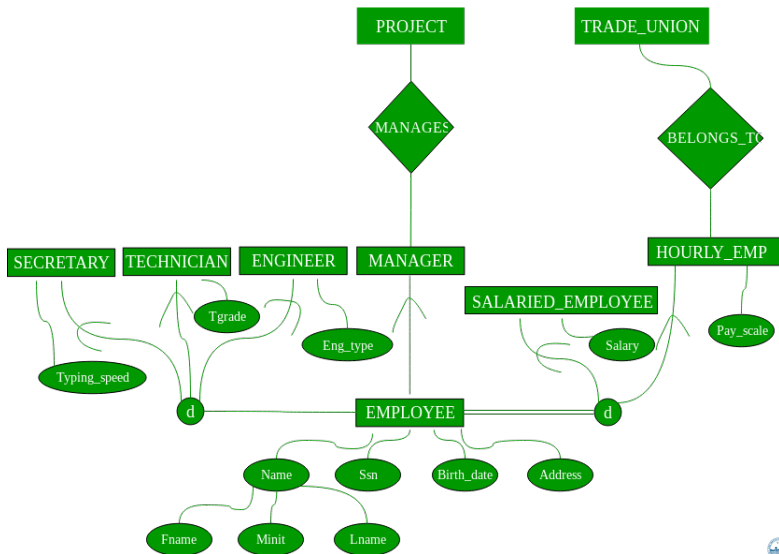 PROJECT
TRADE_UNION
MANAGES
BELONGS_TO
SECRETARY
TECHNICIAN
ENGINEER
MANAGER
HOURLY_EMP
SALARIED_EMPLOYEE
Tgrade
Eng_type
Salary
Pay_scale
Typing_speed
d
EMPLOYEE
d
Name
Ssn
Birth_date
Address
Fname
Minit
Lname